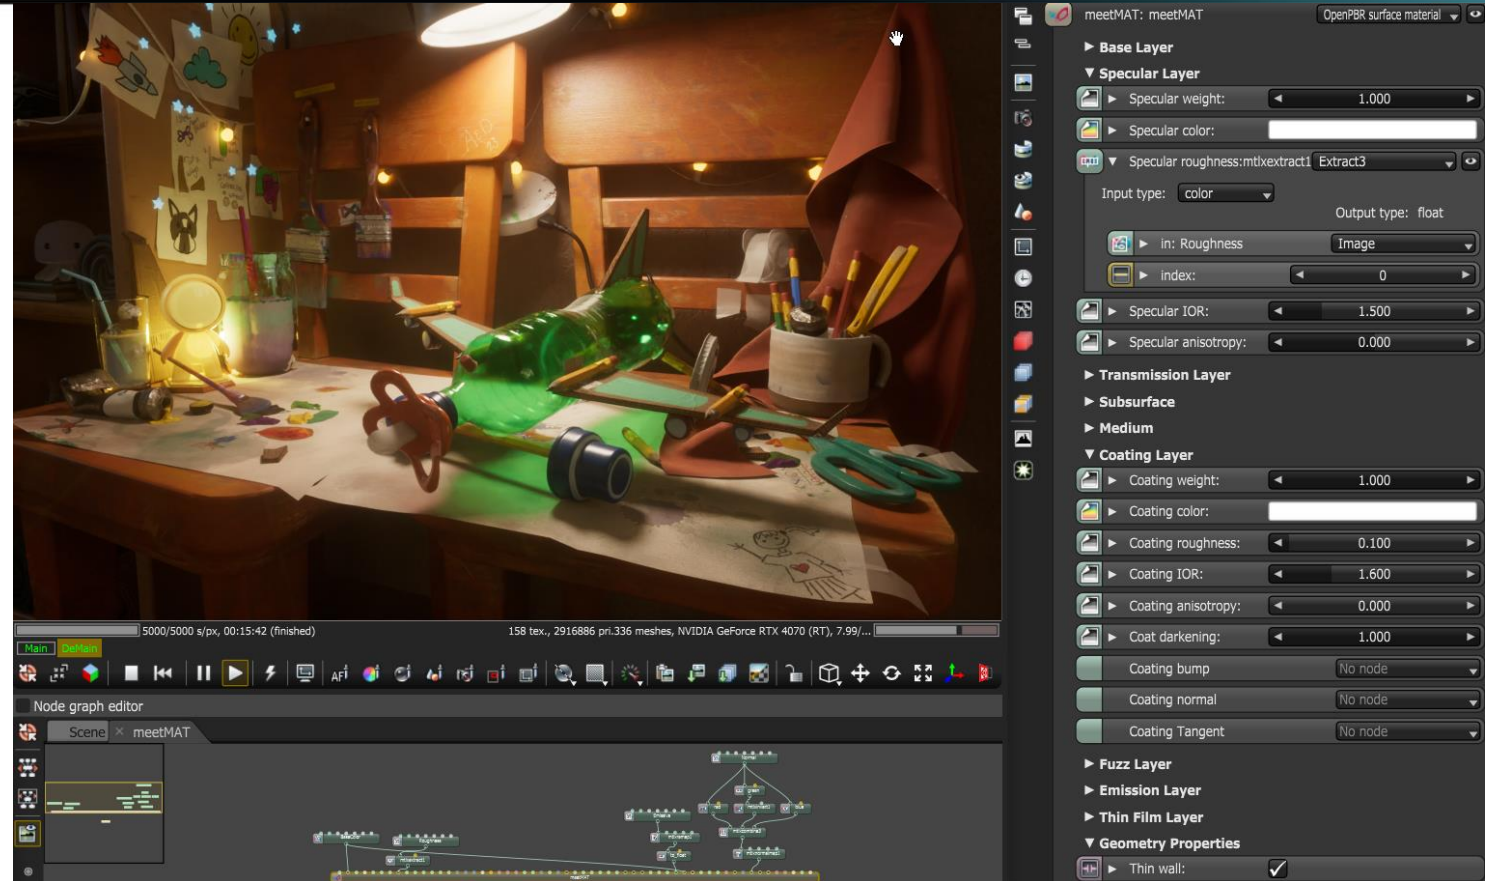 meetMAT: meetMAT
OpenPBR surface material
Base Layer
Specular Layer
Specular weight: 1.000
Specular color:
Specular roughness:mtlxextract1 Extract3
Input type: color
Output type: float
in: Roughness Image
index: 0
Specular IOR: 1.500
Specular anisotropy: 0.000
Transmission Layer
Subsurface
Medium
Coating Layer
Coating weight: 1.000
Coating color:
Coating roughness: 0.100
Coating IOR: 1.600
Coating anisotropy: 0.000
Coat darkening: 1.000
Coating bump No node
Coating normal No node
Coating Tangent No node
Fuzz Layer
Emission Layer
Thin Film Layer
Geometry Properties
Thin wall:
5000/5000 s/px, 00:15:42 (finished)
158 tex., 2916886 pri.336 meshes, NVIDIA GeForce RTX 4070 (RT), 7.99/...
Main DeMain
AF
Node graph editor
Scene meetMAT
Normal
green
Roughness
meetMAT